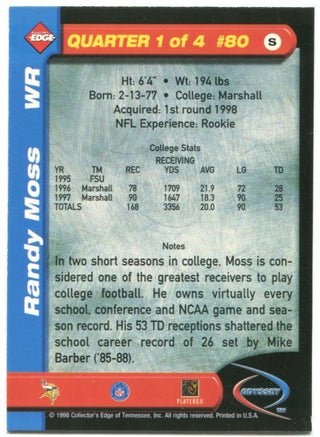 EDGE
QUARTER 1 of 4 #80 S
Randy Moss WR
Ht: 6'4" • Wt: 194 lbs
Born: 2-13-77 • College: Marshall
Acquired: 1st round 1998
NFL Experience: Rookie
College Stats
RECEIVING
YR TM REC YDS AVG LG TD
1995 FSU
1996 Marshall 78 1709 21.9 72 28
1997 Marshall 90 1647 18.3 90 25
TOTALS 168 3356 20.0 90 53
Notes
In two short seasons in college, Moss is con-
sidered one of the greatest receivers to play
college football. He owns virtually every
school, conference and NCAA game and sea-
son record. His 53 TD receptions shattered the
school career record of 26 set by Mike
Barber ('85-88).
NFL
PLAYERS
ODYSSEY
TM
© 1998 Collector's Edge of Tennessee, Inc. All rights reserved. Printed in U.S.A.